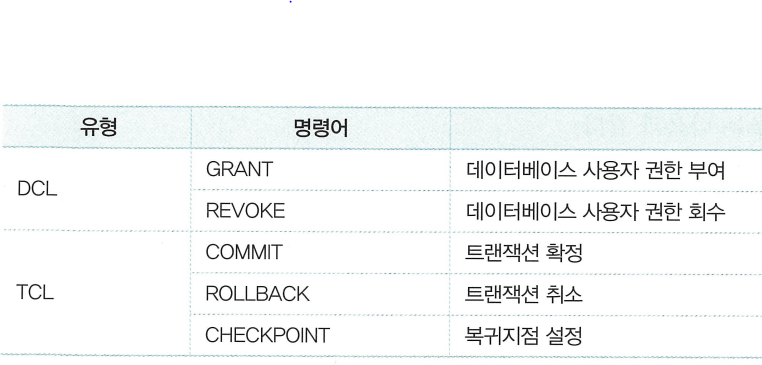 유형 명령어
DCL
GRANT 데이터베이스 사용자 권한 부여
REVOKE 데이터베이스 사용자 권한 회수
TCL
COMMIT 트랜잭션 확정
ROLLBACK 트랜잭션 취소
CHECKPOINT 복귀지점 설정